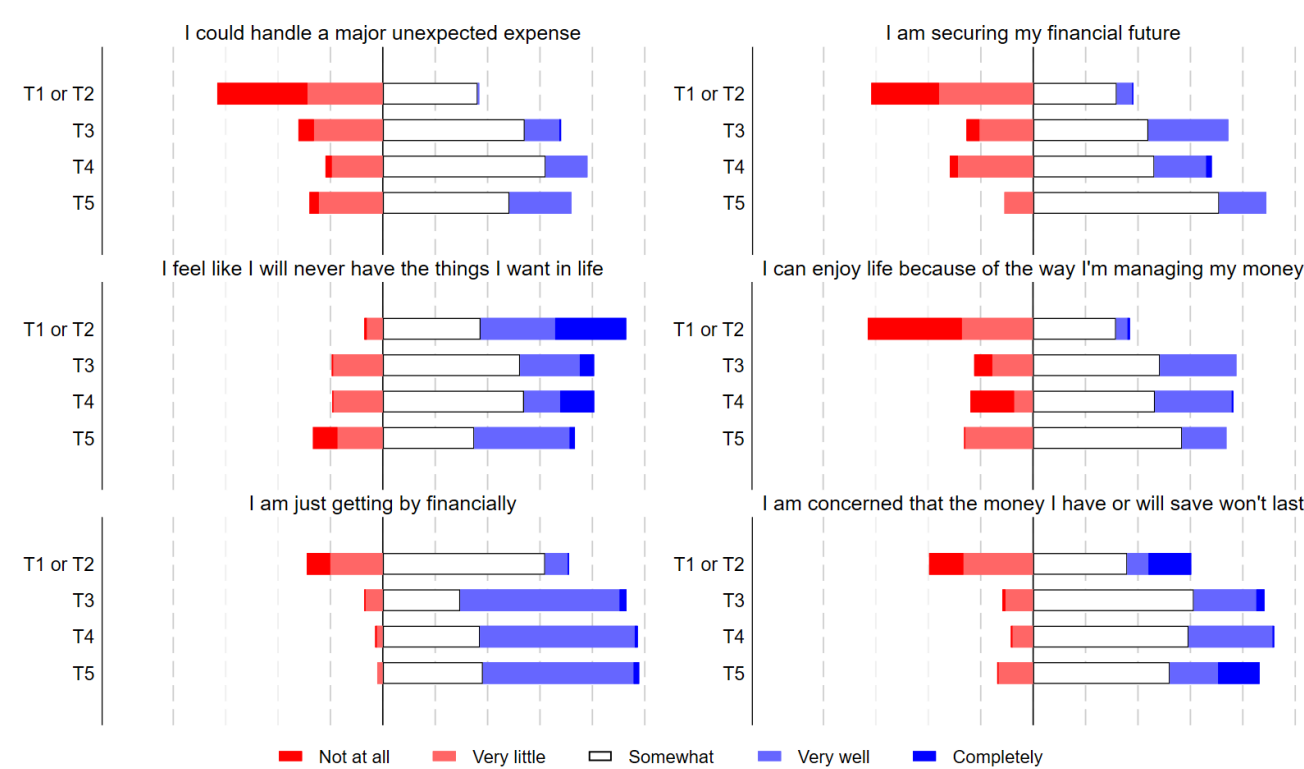 I could handle a major unexpected expense
T1 or T2
T3
T4
T5
I am securing my financial future
T1 or T2
T3
T4
T5
I feel like I will never have the things I want in life
T1 or T2
T3
T4
T5
I can enjoy life because of the way I'm managing my money
T1 or T2
T3
T4
T5
I am just getting by financially
T1 or T2
T3
T4
T5
I am concerned that the money I have or will save won't last
T1 or T2
T3
T4
T5
Not at all Very little Somewhat Very well Completely